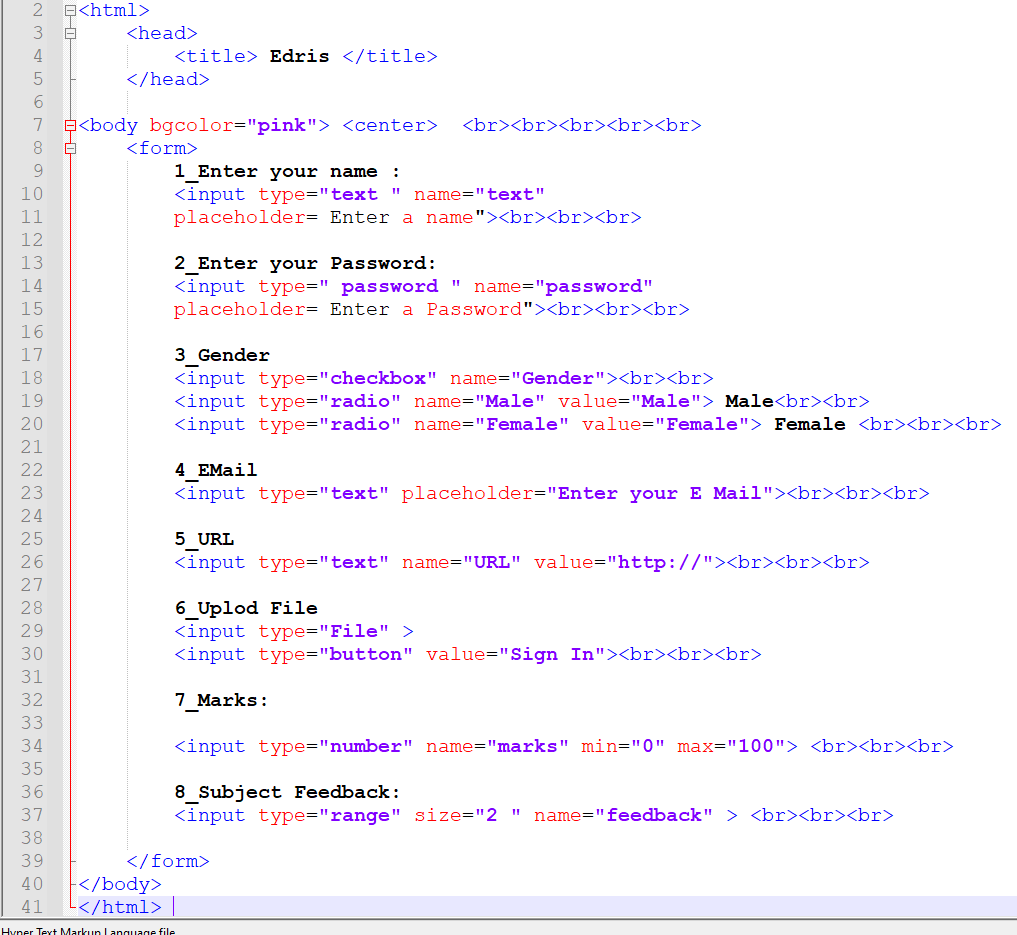 2 <html>
3 <head>
4 <title> Edris </title>
5 </head>
6
7 <body bgcolor="pink"> <center>  <br><br><br><br><br>
8 <form>
9 1_Enter your name :
10 <input type="text " name="text"
11 placeholder= Enter a name"><br><br><br>
12
13 2_Enter your Password:
14 <input type=" password " name="password"
15 placeholder= Enter a Password"><br><br><br>
16
17 3_Gender
18 <input type="checkbox" name="Gender"><br><br>
19 <input type="radio" name="Male" value="Male"> Male<br><br>
20 <input type="radio" name="Female" value="Female"> Female <br><br><br>
21
22 4_EMail
23 <input type="text" placeholder="Enter your E Mail"><br><br><br>
24
25 5_URL
26 <input type="text" name="URL" value="http://"><br><br><br>
27
28 6_Uplod File
29 <input type="File" >
30 <input type="button" value="Sign In"><br><br><br>
31
32 7_Marks:
33
34 <input type="number" name="marks" min="0" max="100"> <br><br><br>
35
36 8_Subject Feedback:
37 <input type="range" size="2 " name="feedback" > <br><br><br>
38
39 </form>
40 </body>
41 </html>
Hyper Text Markup Language file